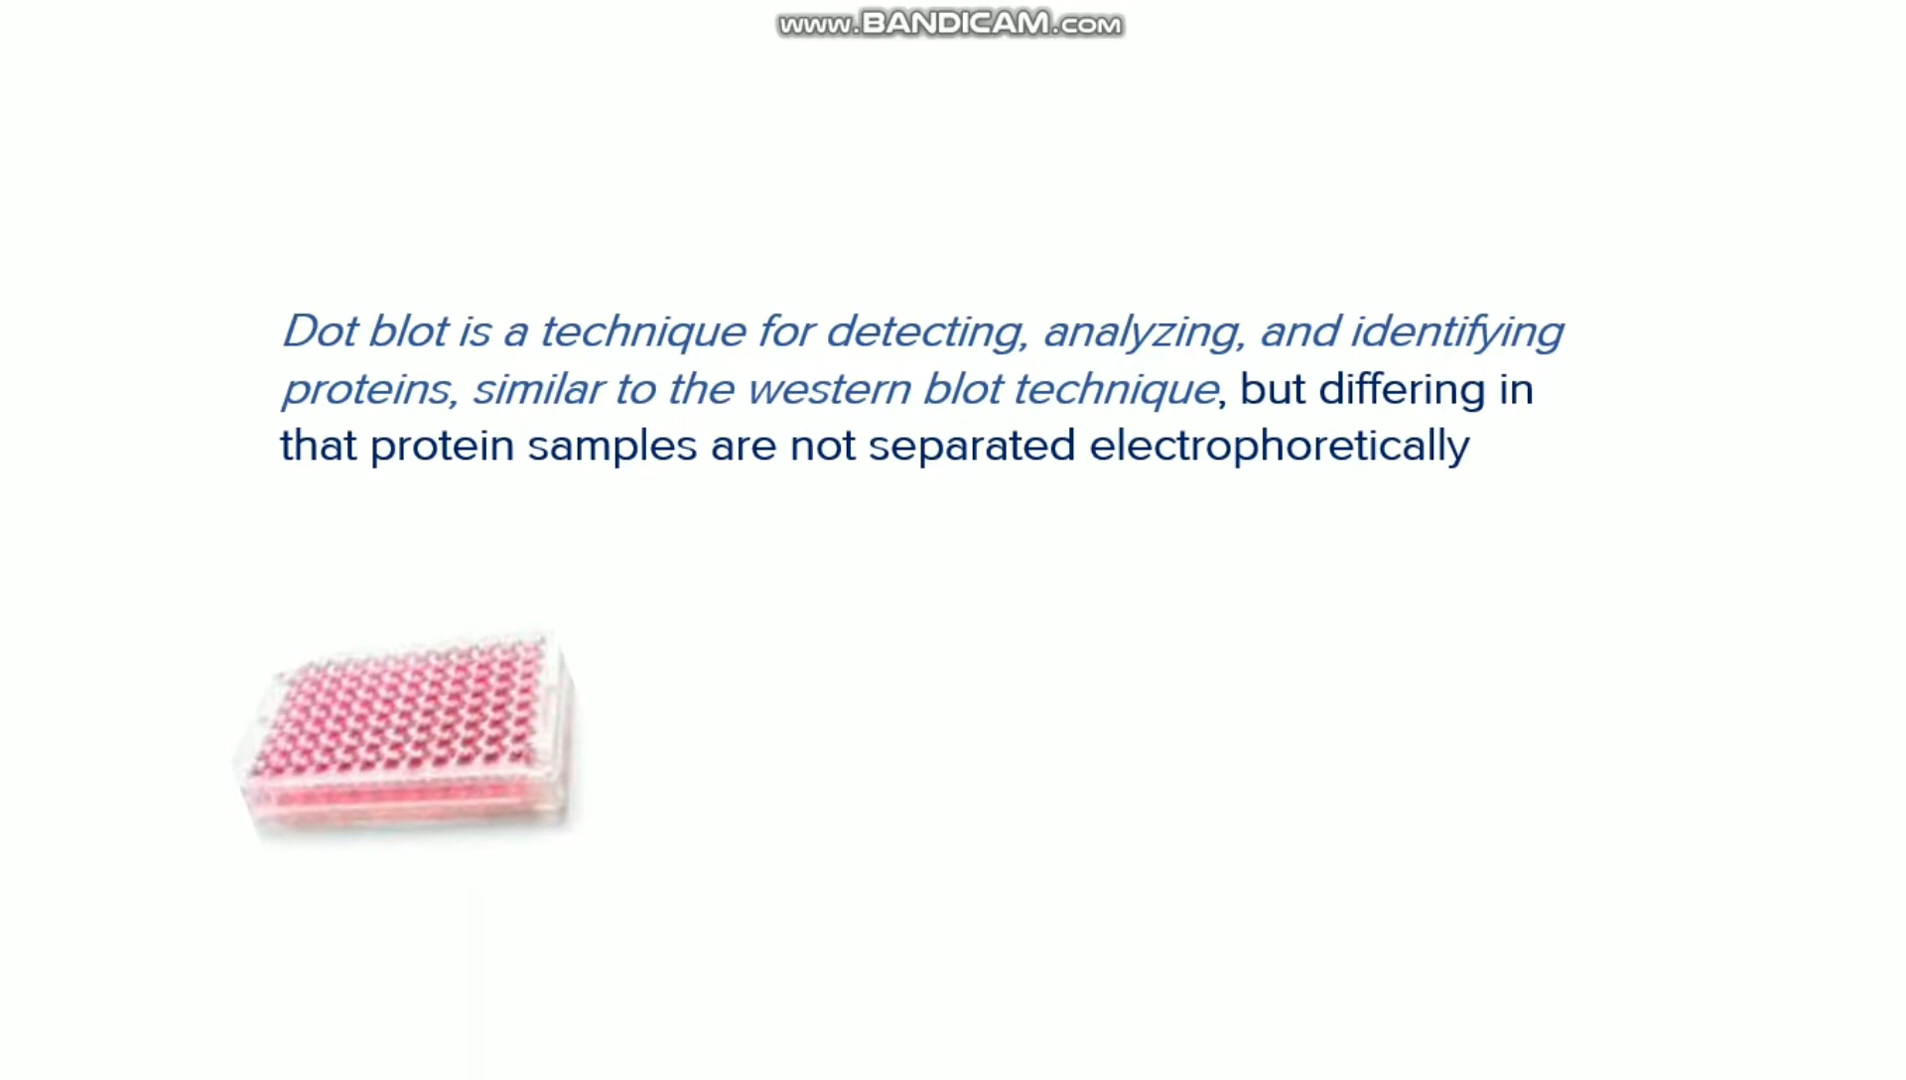 www.BANDICAM.com
Dot blot is a technique for detecting, analyzing, and identifying
proteins, similar to the western blot technique, but differing in
that protein samples are not separated electrophoretically